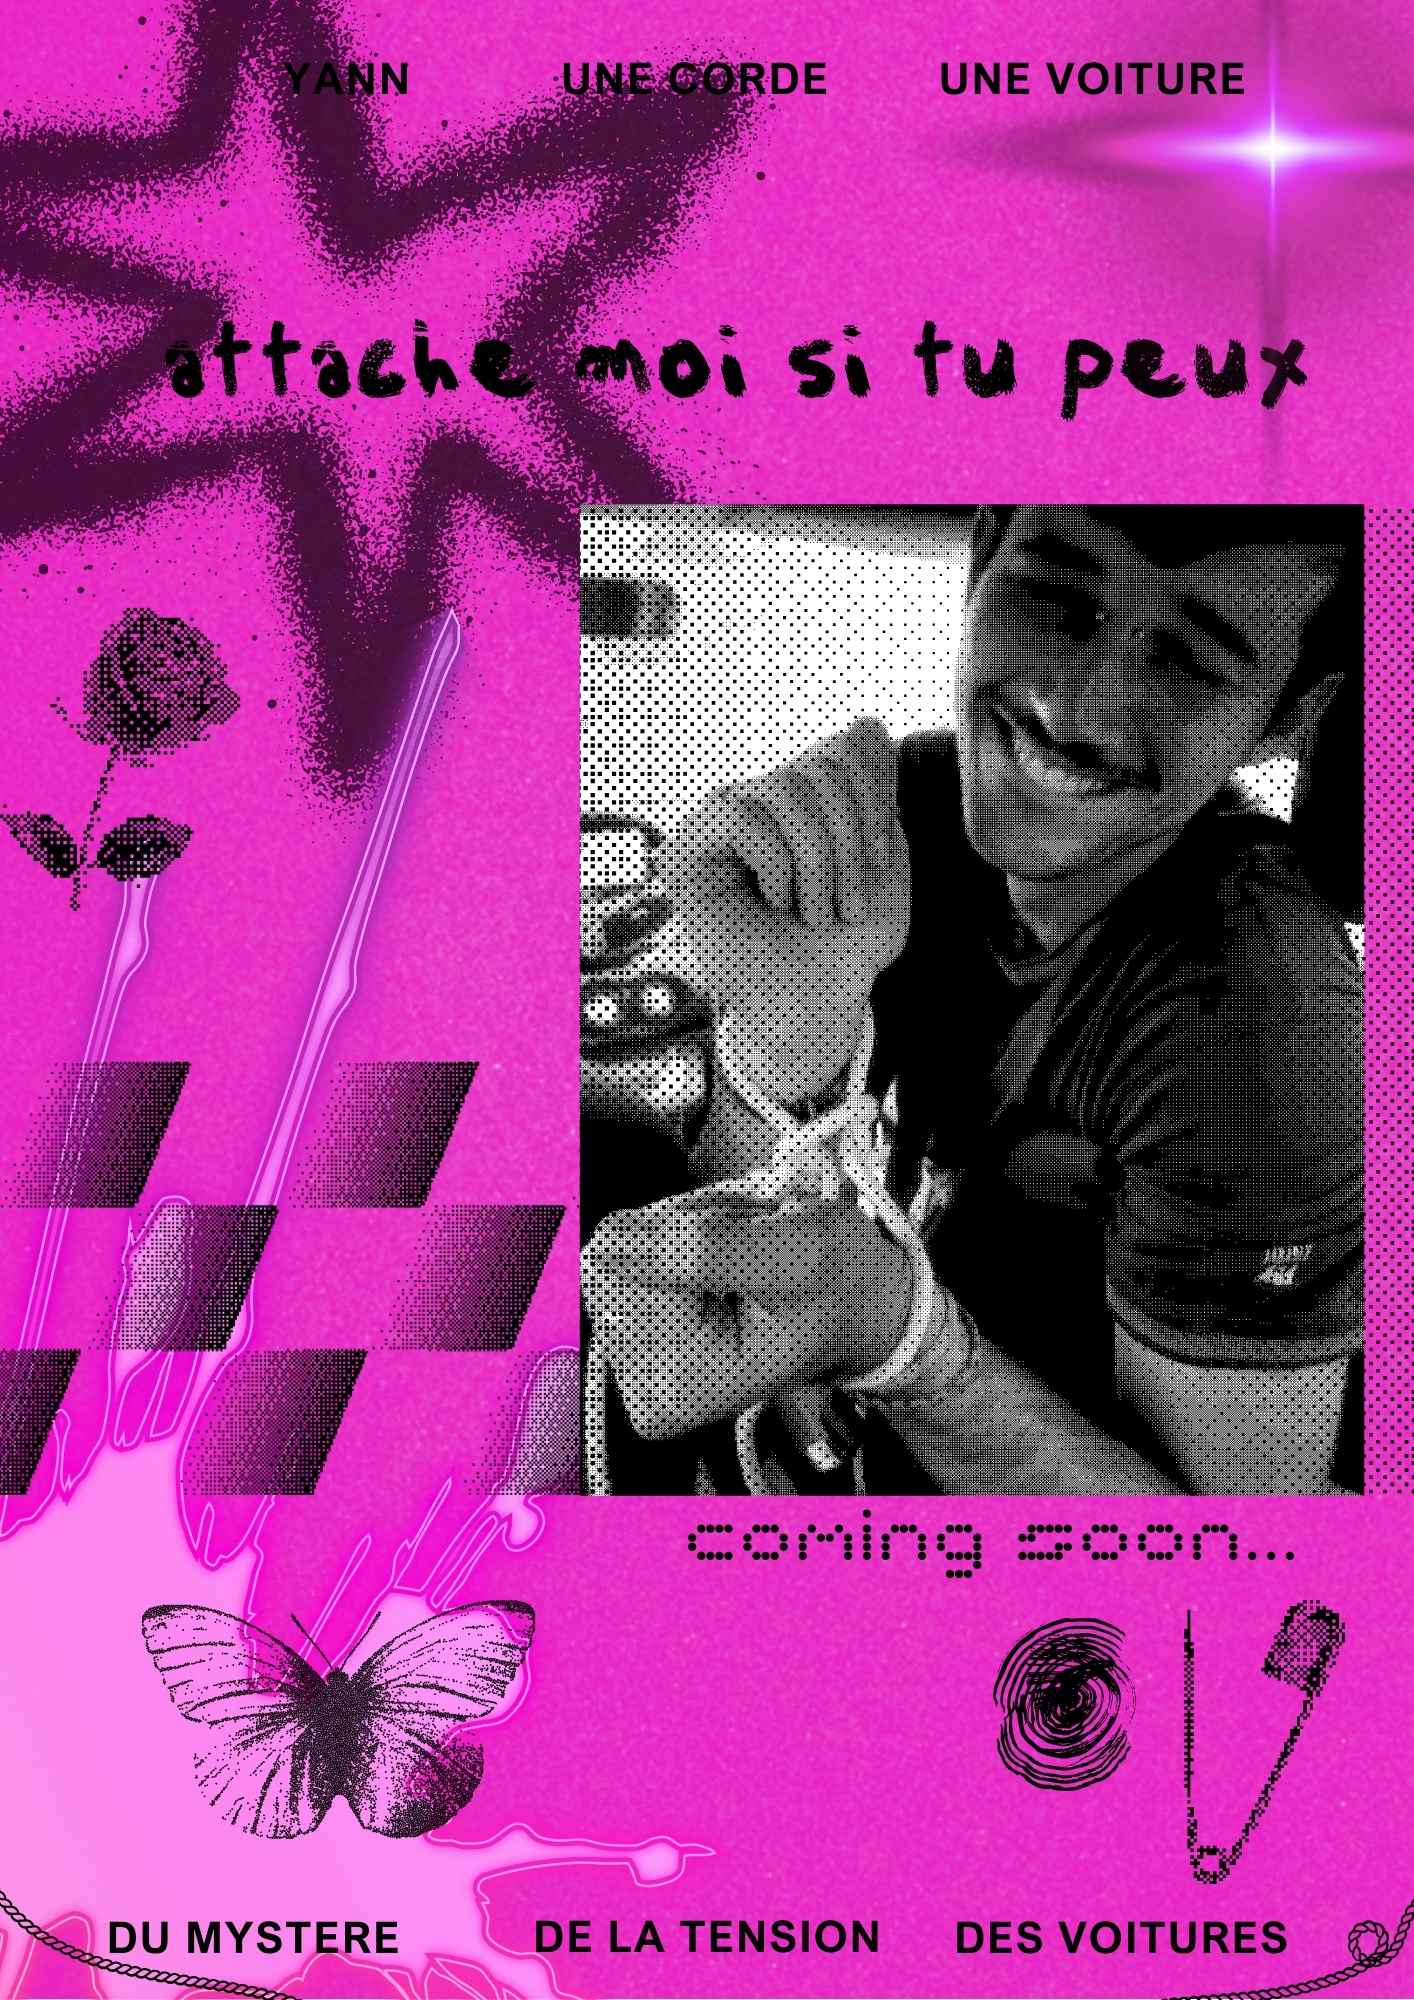 YANN UNE CORDE UNE VOITURE
attache moi si tu peux
coming soon...
DU MYSTERE DE LA TENSION DES VOITURES